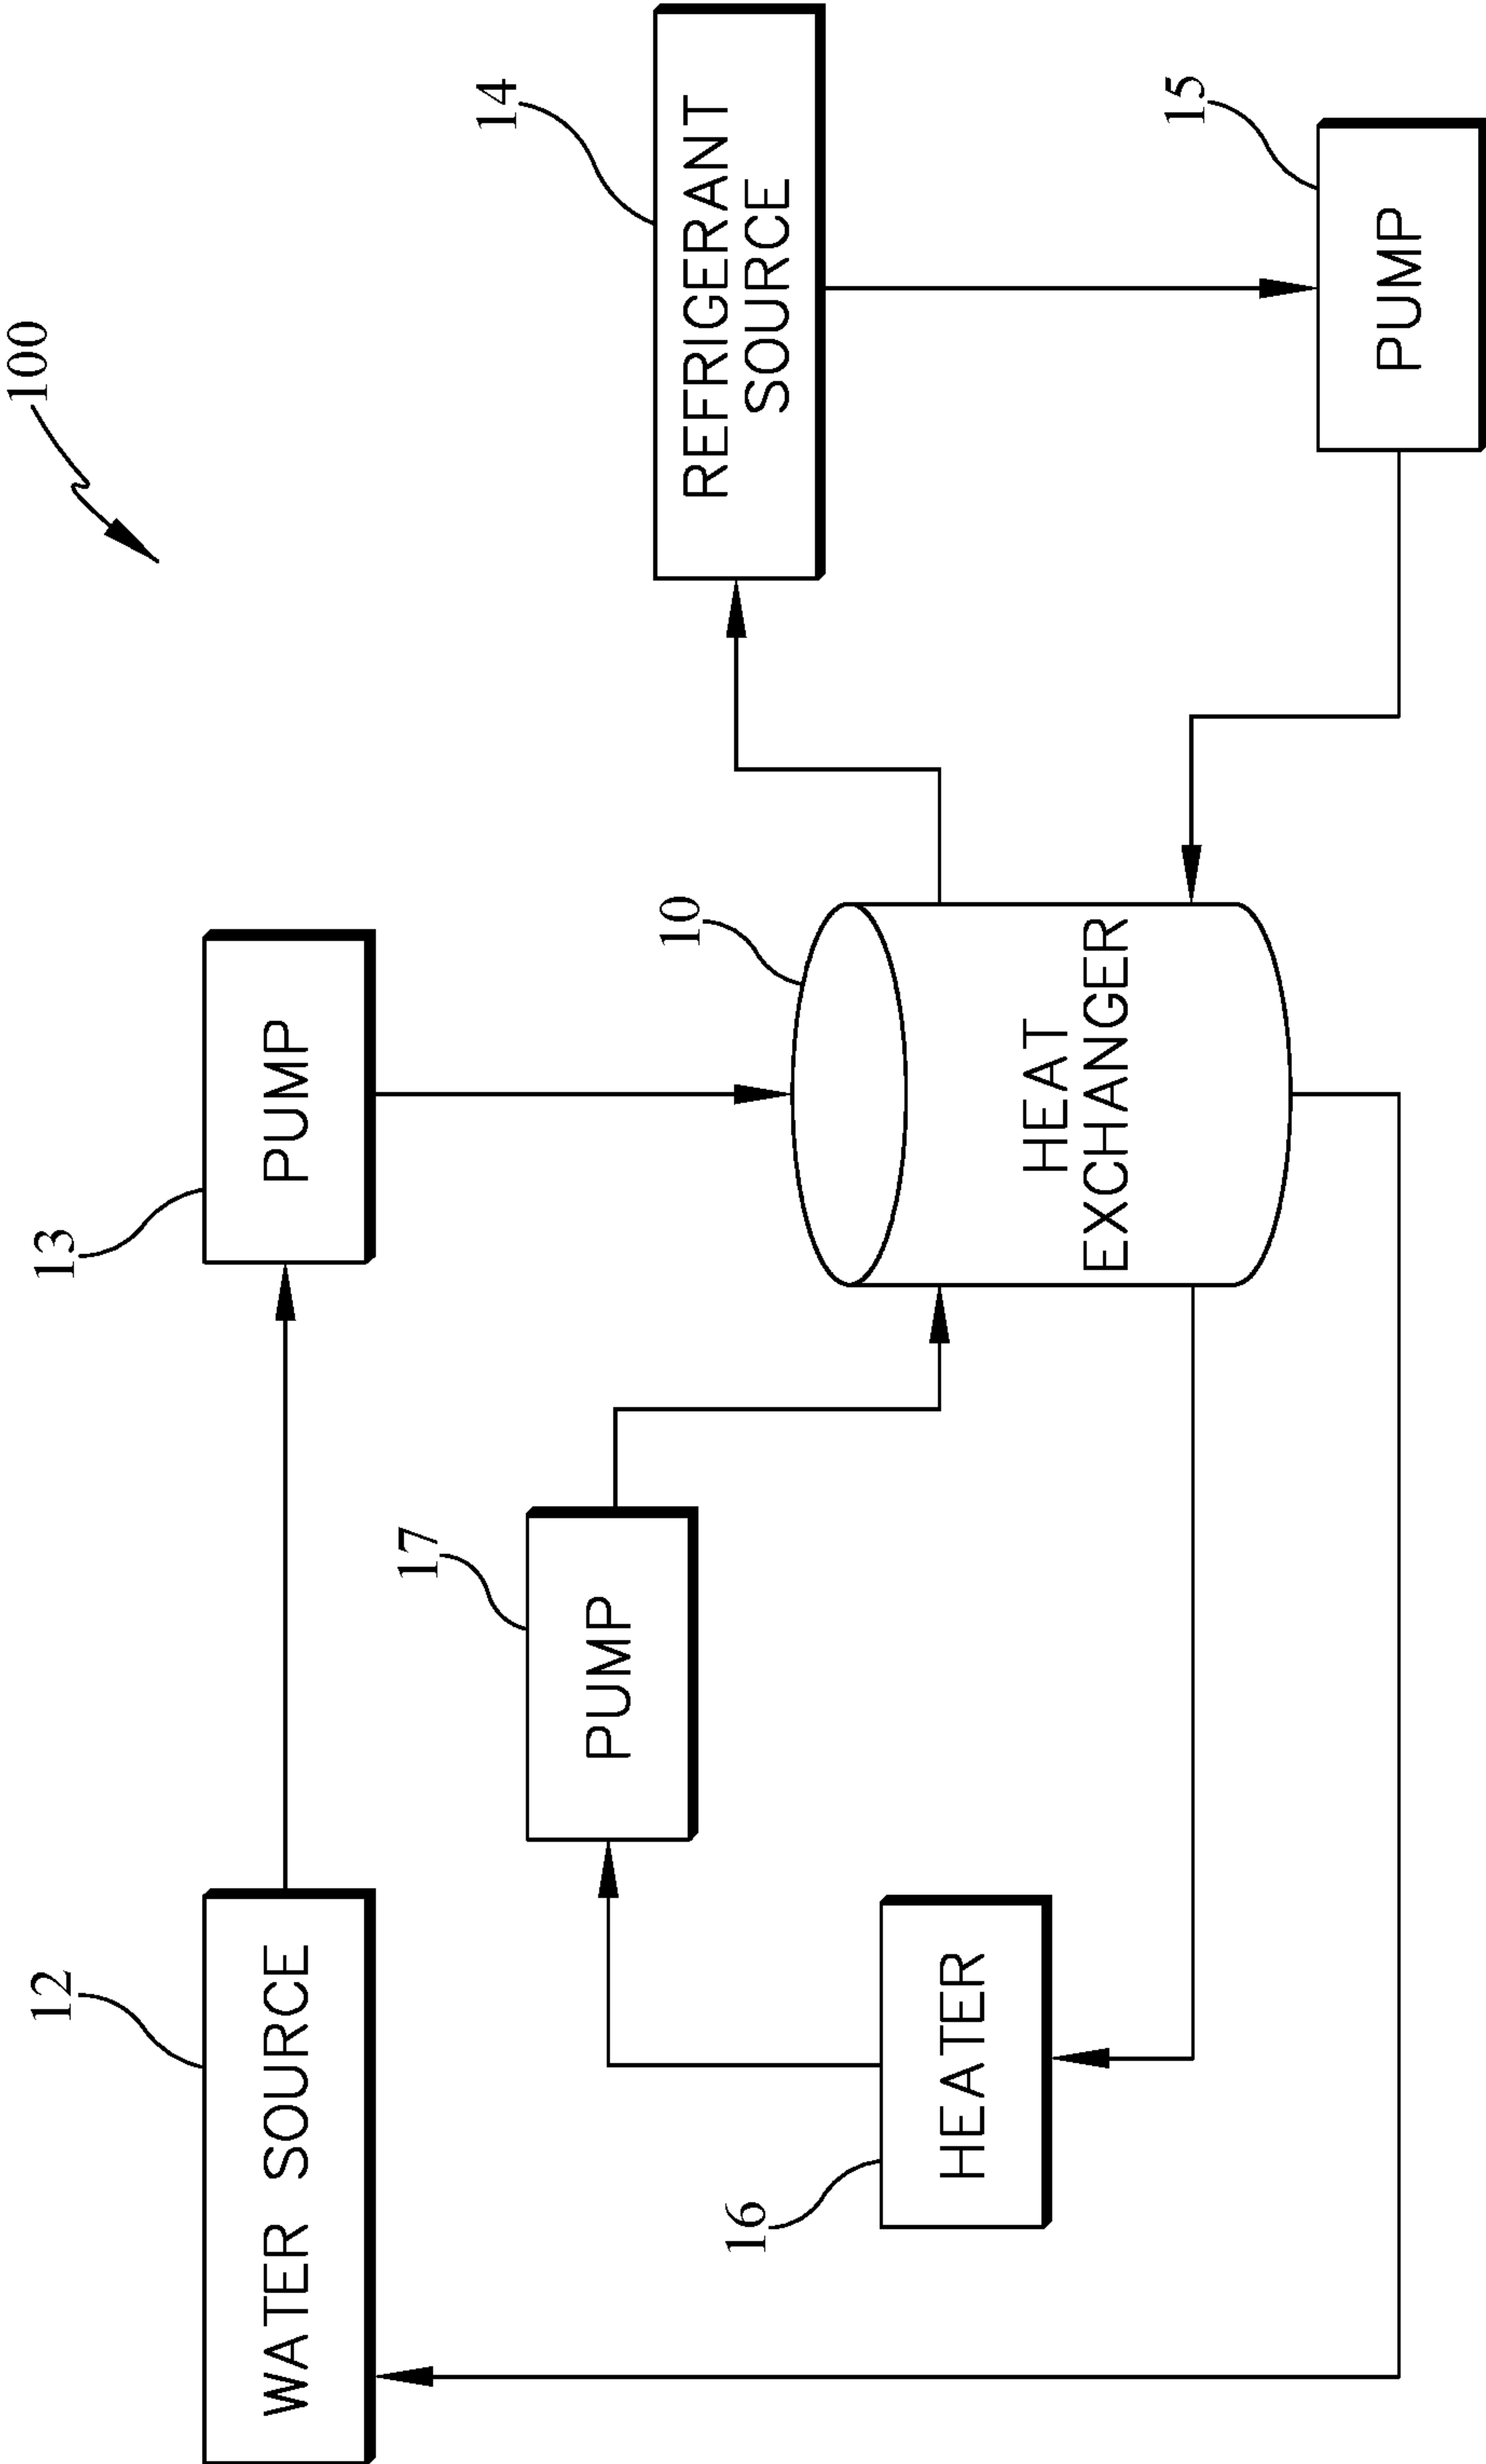 100
12
WATER SOURCE
13
PUMP
17
PUMP
14
REFRIGERANT
SOURCE
10
HEAT
EXCHANGER
16
HEATER
15
PUMP